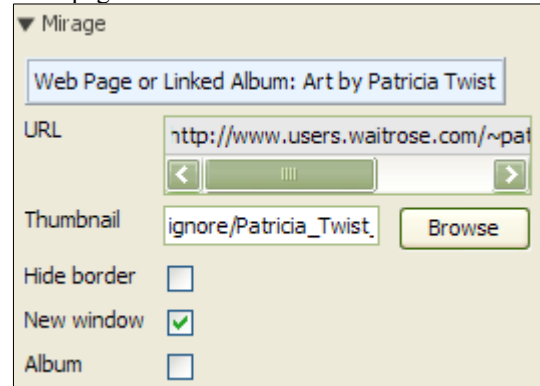 Mirage
Web Page or Linked Album: Art by Patricia Twist
URL http://www.users.waitrose.com/~pat
Thumbnail ignore/Patricia_Twist_ Browse
Hide border
New window
Album